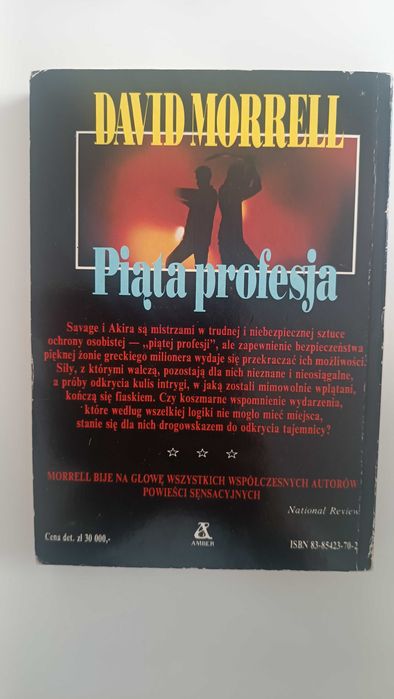 DAVID MORRELL
Piąta profesja
Savage i Akira są mistrzami w trudnej i niebezpiecznej sztuce
ochrony osobistej — „piątej profesji”, ale zapewnienie bezpieczeństwa
pięknej żonie greckiego milionera wydaje się przekraczać ich możliwości.
Siły, z którymi walczą, pozostają dla nich nieznane i nieosiągalne,
a próby odkrycia kulis intrygi, w jaką zostali mimowolnie wplątani,
kończą się fiaskiem. Czy koszmarne wspomnienie wydarzenia,
które według wszelkiej logiki nie mogło mieć miejsca,
stanie się dla nich drogowskazem do odkrycia tajemnicy?
☆ ☆ ☆
MORRELL BIJE NA GŁOWĘ WSZYSTKICH WSPÓŁCZESNYCH AUTORÓW
POWIEŚCI SENSACYJNYCH
National Review
Cena det. zł 30 000,-
AMBER
ISBN 83-85423-70-2